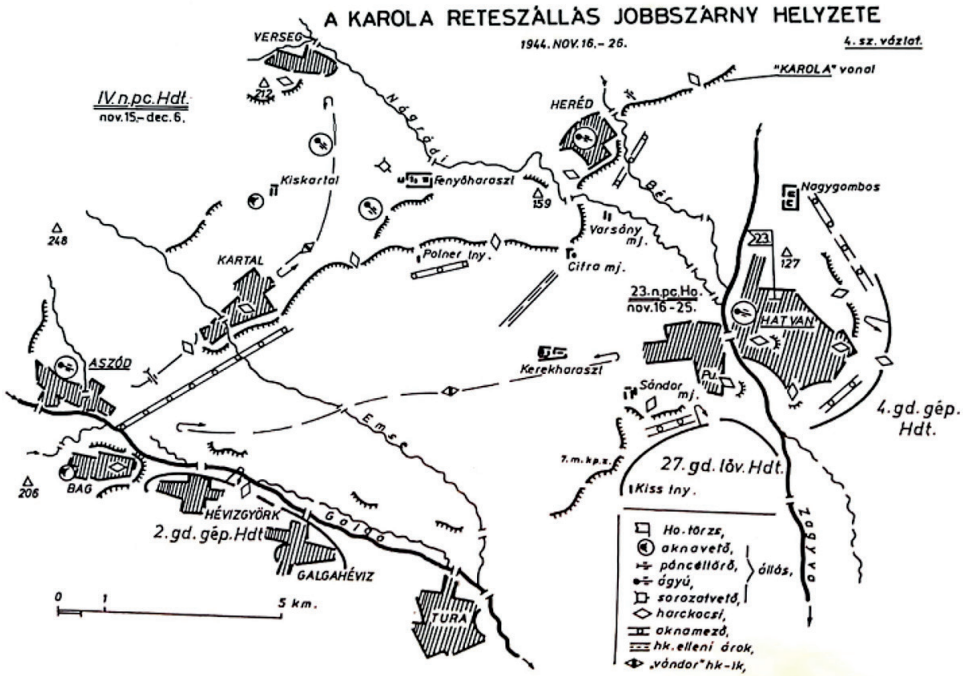 A KAROLA RETESZÁLLÁS JOBBSZÁRNY HELYZETE
1944. NOV. 16.- 26.
4. sz. vázlat.
VERSEG
212
IV. n.pc. Hdt.
nov. 15.- dec. 6.
Nógrádi
HERÉD
"KAROLA" vonal
Bér
Kiskartal
Fenyőharaszt
159
Nagygombos
248
KARTAL
Polner tny.
Varsány
mj.
Citra mj.
23
127
23. n.pc. Ho.
nov. 16 - 25.
HATVAN
ASZÓD
Kerekharaszt
Pu.
Sándor
mj.
4. gd. gép.
Hdt.
Emse
7. m. kp. z.
27. gd. löv. Hdt.
Kiss tny.
206
BAG
HÉVIZGYÖRK
2. gd. gép. Hdt
Galga
GALGAHÉVIZ
Zagyva
TURA
0 1 5 km.
Ho. törzs,
aknavető,
páncéltörő,
ágyú,
állás,
sorozatvető,
harckocsi,
aknamező,
hk. elleni árok,
„vándor" hk-ik,